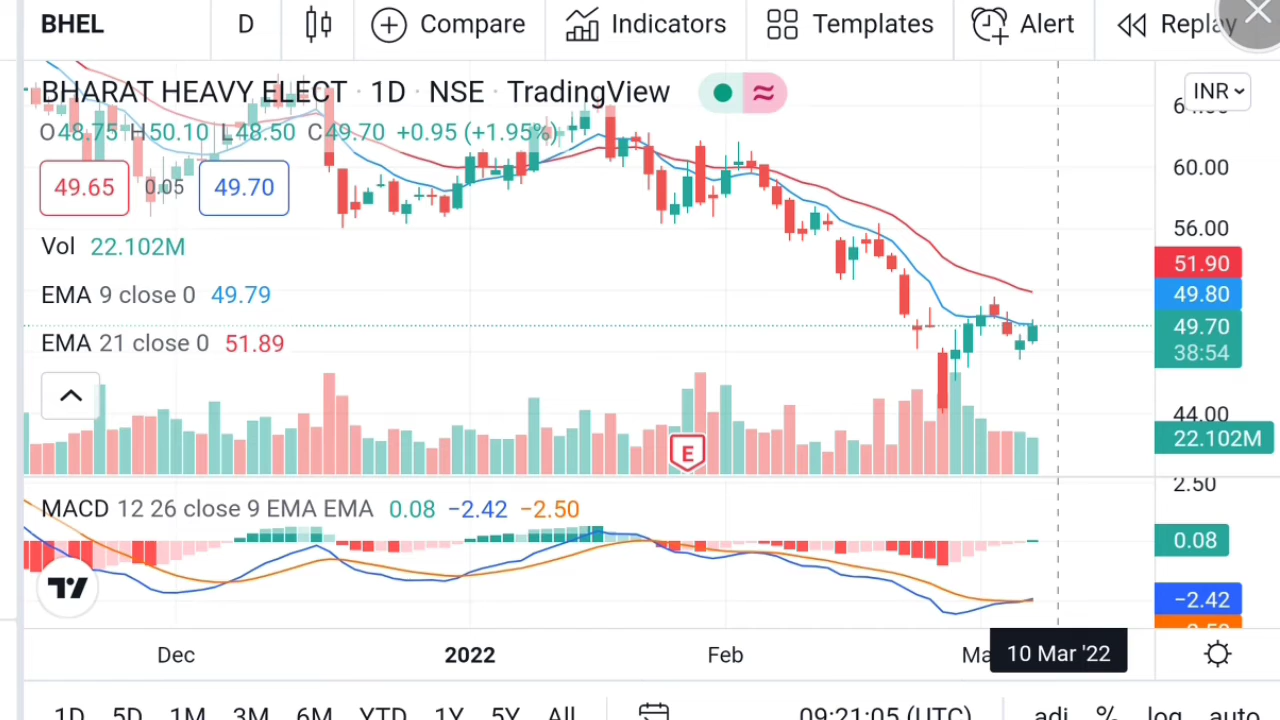 BHEL D Compare Indicators Templates Alert Replay
BHARAT HEAVY ELECT · 1D · NSE · TradingView
INR
O48.75 H50.10 L48.50 C49.70 +0.95 (+1.95%)
60.00
49.65 0.05 49.70
56.00
Vol 22.102M
51.90
EMA 9 close 0 49.79
49.80
49.70
EMA 21 close 0 51.89
38:54
44.00
22.102M
E
2.50
MACD 12 26 close 9 EMA EMA 0.08 −2.42 −2.50
0.08
−2.42
Dec 2022 Feb 10 Mar '22
1D 5D 1M 3M 6M YTD 1Y 5Y All 09:21:05 (UTC) adj % log auto